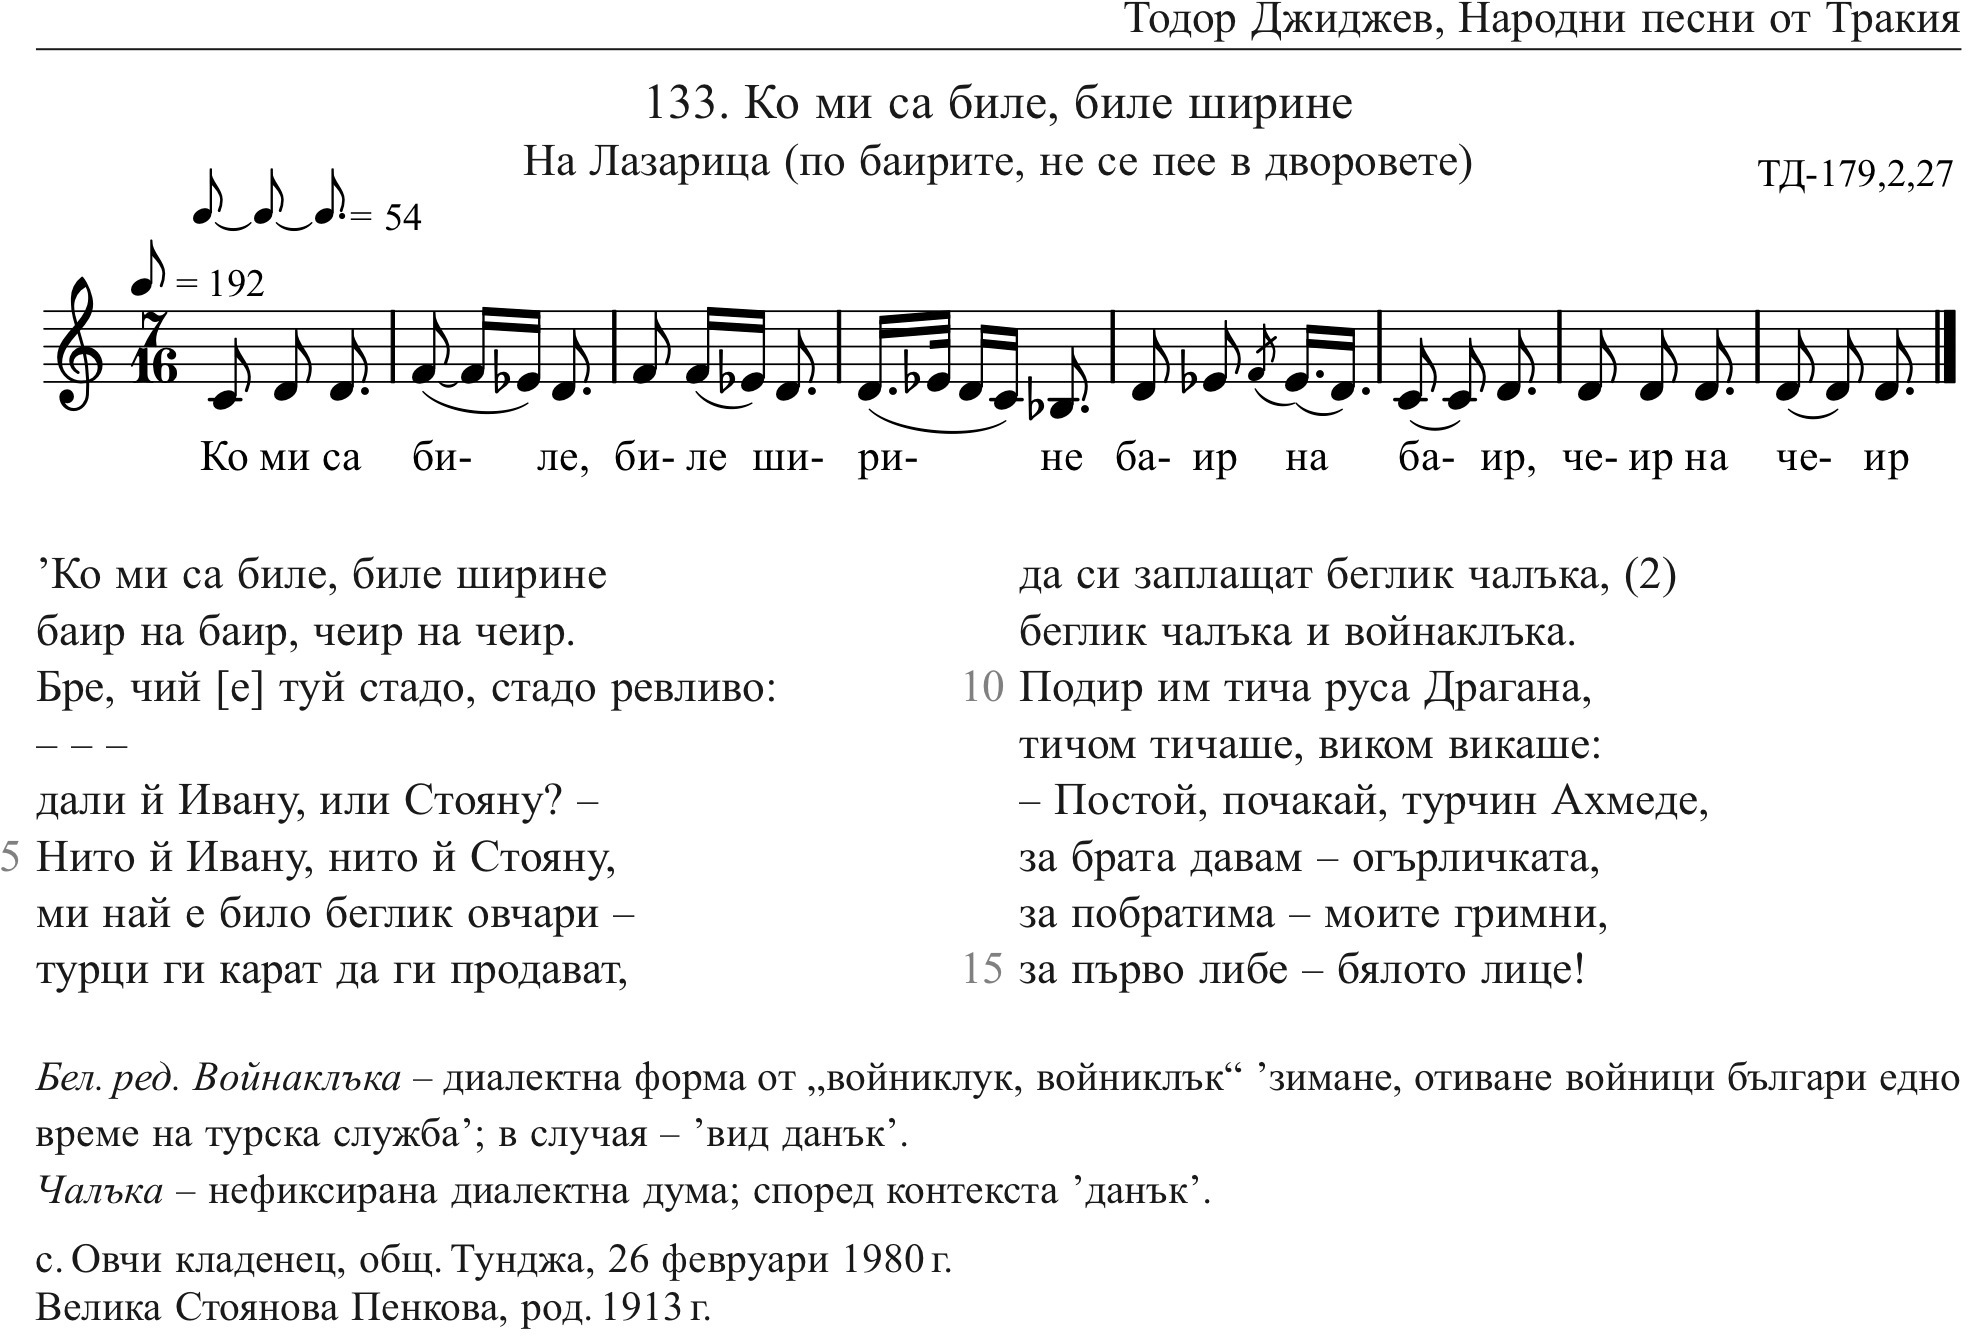 Тодор Джиджев, Народни песни от Тракия
133. Ко ми са биле, биле ширине
На Лазарица (по баирите, не се пее в дворовете)
ТД-179,2,27
= 54
= 192
7
16
Ко ми са би- ле, би- ле ши- ри- не ба- ир на ба- ир, че- ир на че- ир
’Ко ми са биле, биле ширине
баир на баир, чеир на чеир.
Бре, чий [е] туй стадо, стадо ревливо:
– – –
дали й Ивану, или Стояну? –
5 Нито й Ивану, нито й Стояну,
ми най е било беглик овчари –
турци ги карат да ги продават,
да си заплащат беглик чалъка, (2)
беглик чалъка и войнаклъка.
10 Подир им тича руса Драгана,
тичом тичаше, виком викаше:
– Постой, почакай, турчин Ахмеде,
за брата давам – огърличката,
за побратима – моите гримни,
15 за първо либе – бялото лице!
Бел. ред. Войнаклъка – диалектна форма от „войниклук, войниклък“ ’зимане, отиване войници българи едно
време на турска служба’; в случая – ’вид данък’.
Чалъка – нефиксирана диалектна дума; според контекста ’данък’.
с. Овчи кладенец, общ. Тунджа, 26 февруари 1980 г.
Велика Стоянова Пенкова, род. 1913 г.